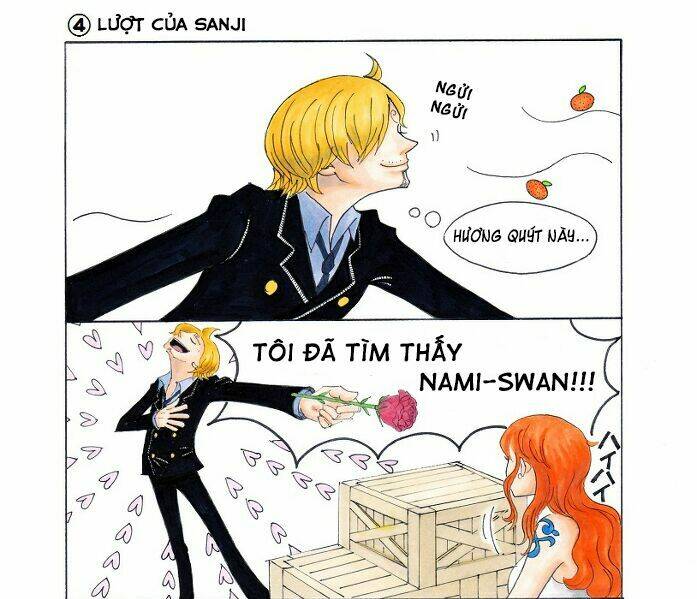 ④ LƯỢT CỦA SANJI
NGỬI
NGỬI
HƯƠNG QUÝT NÀY...
TÔI ĐÃ TÌM THẤY
NAMI-SWAN!!!
ハイハイ